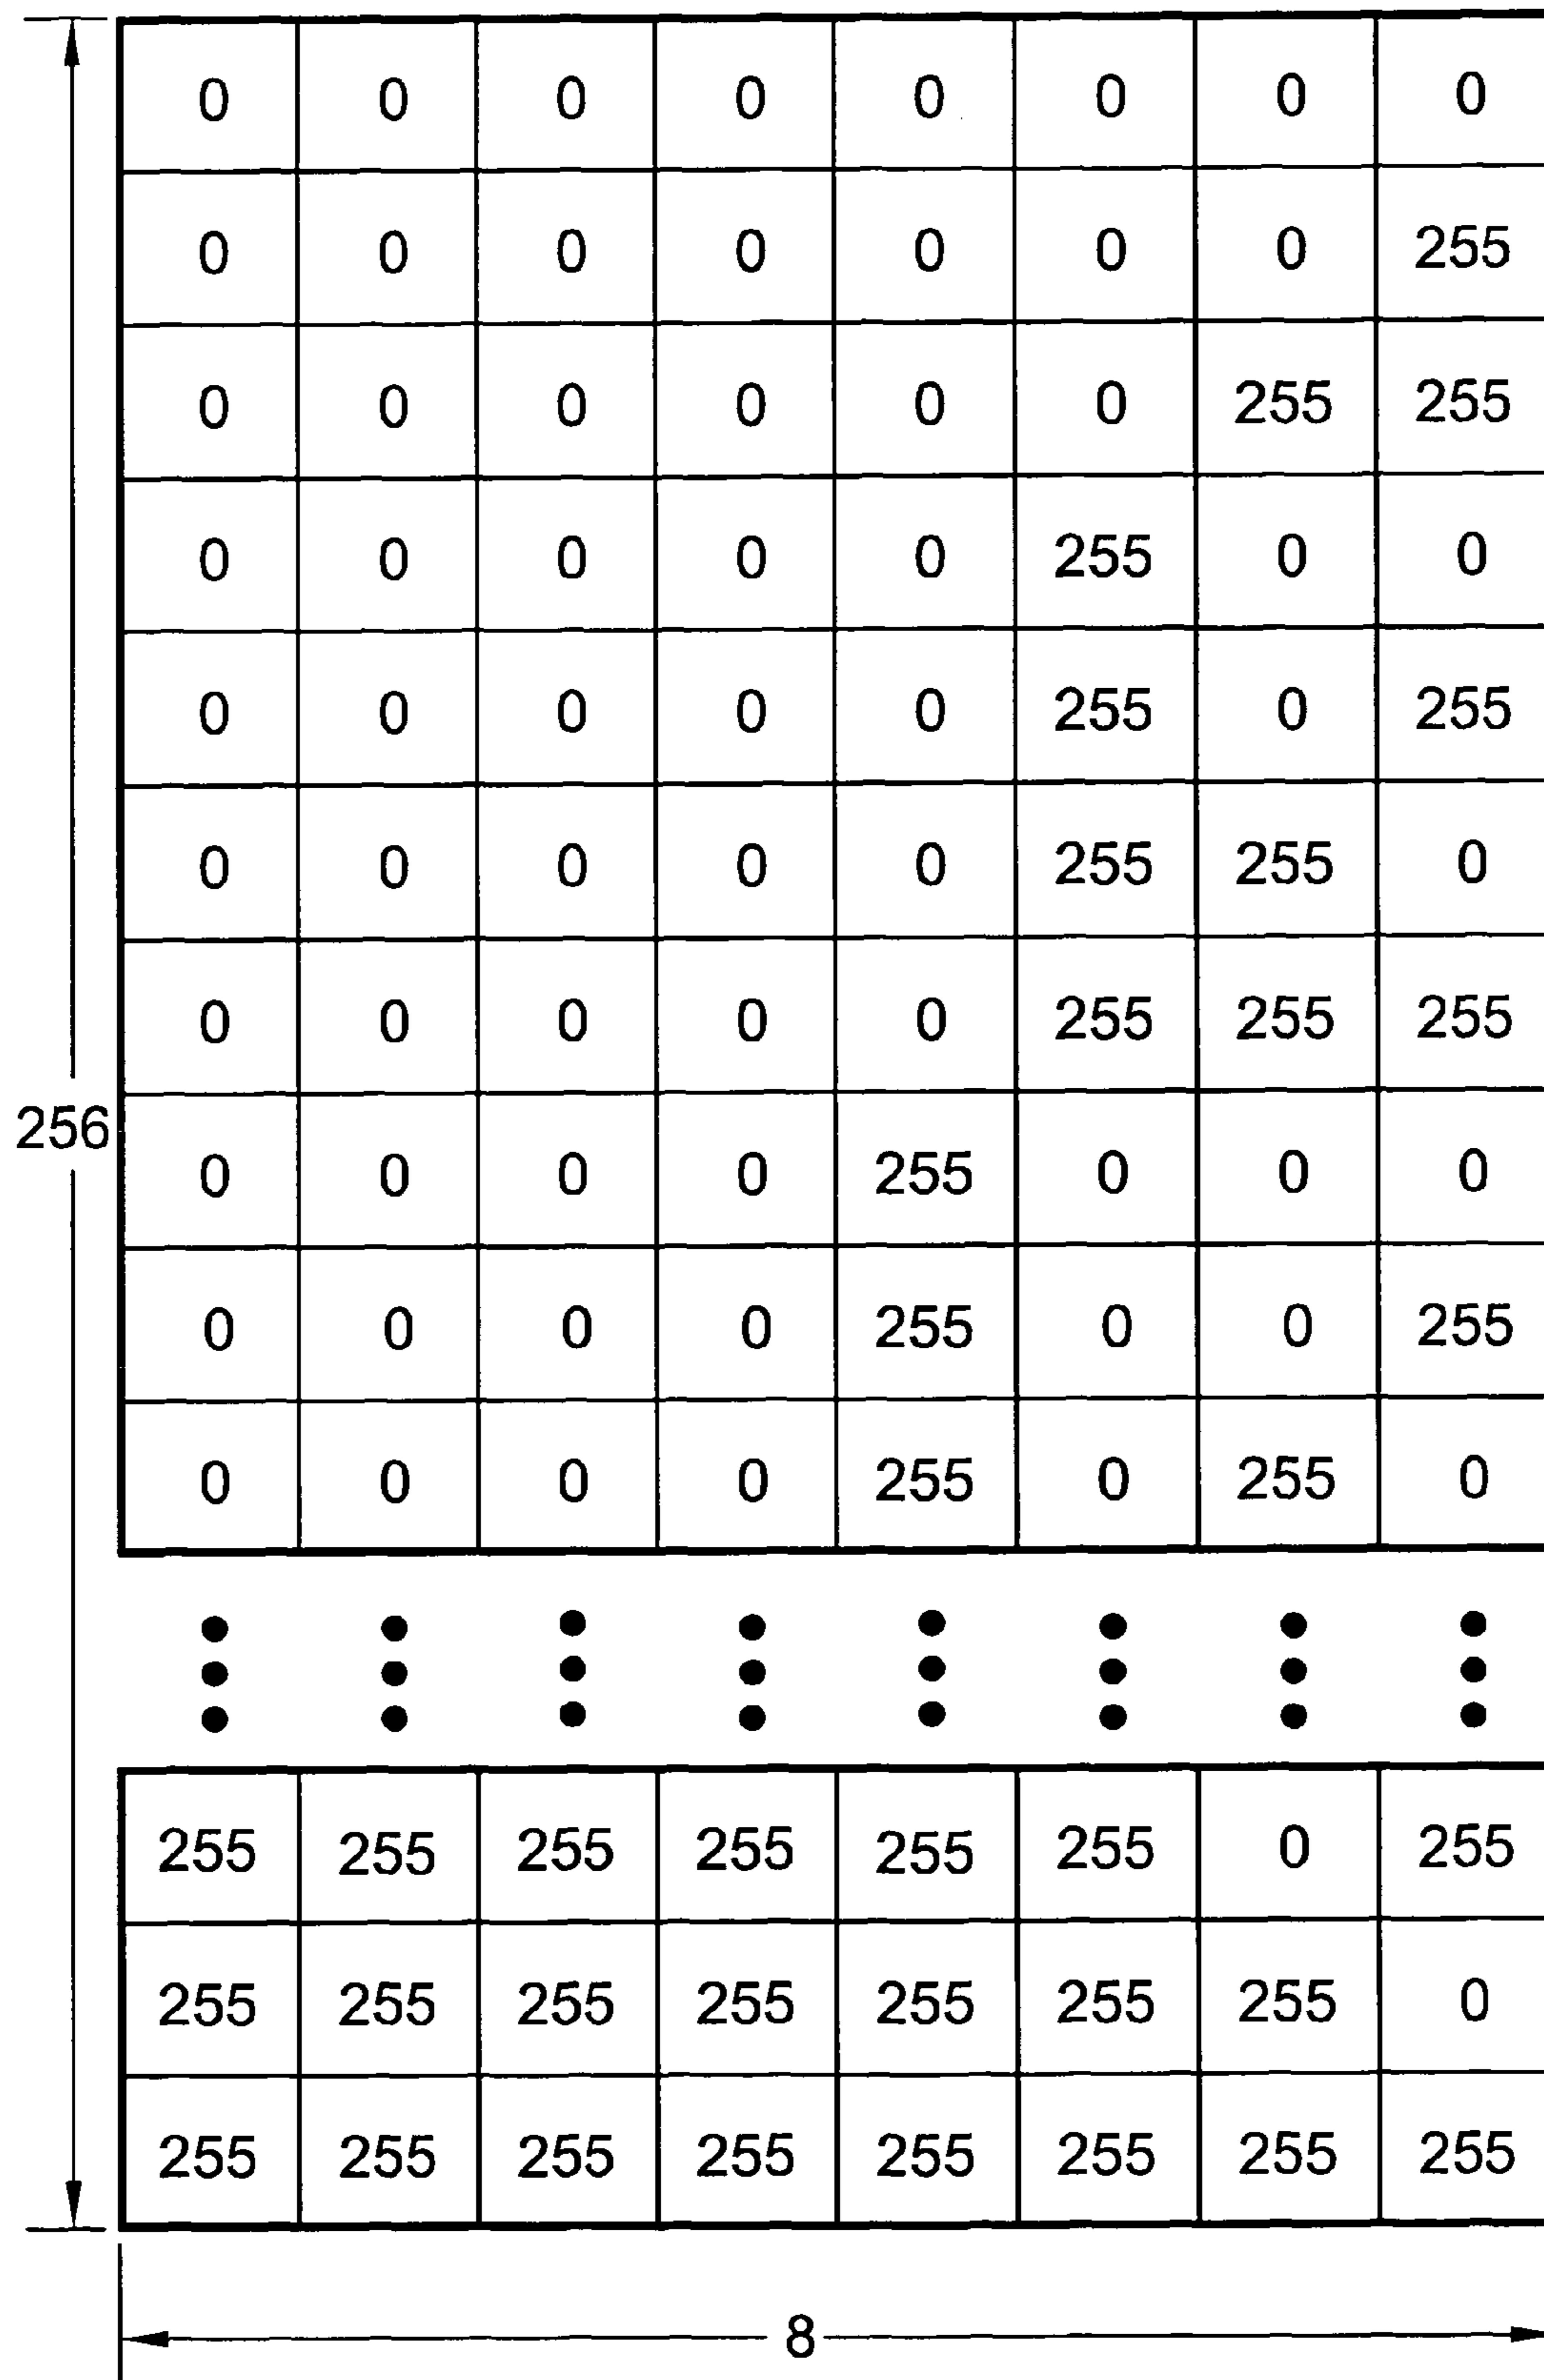 0 0 0 0 0 0 0 0
0 0 0 0 0 0 0 255
0 0 0 0 0 0 255 255
0 0 0 0 0 255 0 0
0 0 0 0 0 255 0 255
0 0 0 0 0 255 255 0
0 0 0 0 0 255 255 255
256
0 0 0 0 255 0 0 0
0 0 0 0 255 0 0 255
0 0 0 0 255 0 255 0
255 255 255 255 255 255 0 255
255 255 255 255 255 255 255 0
255 255 255 255 255 255 255 255
8